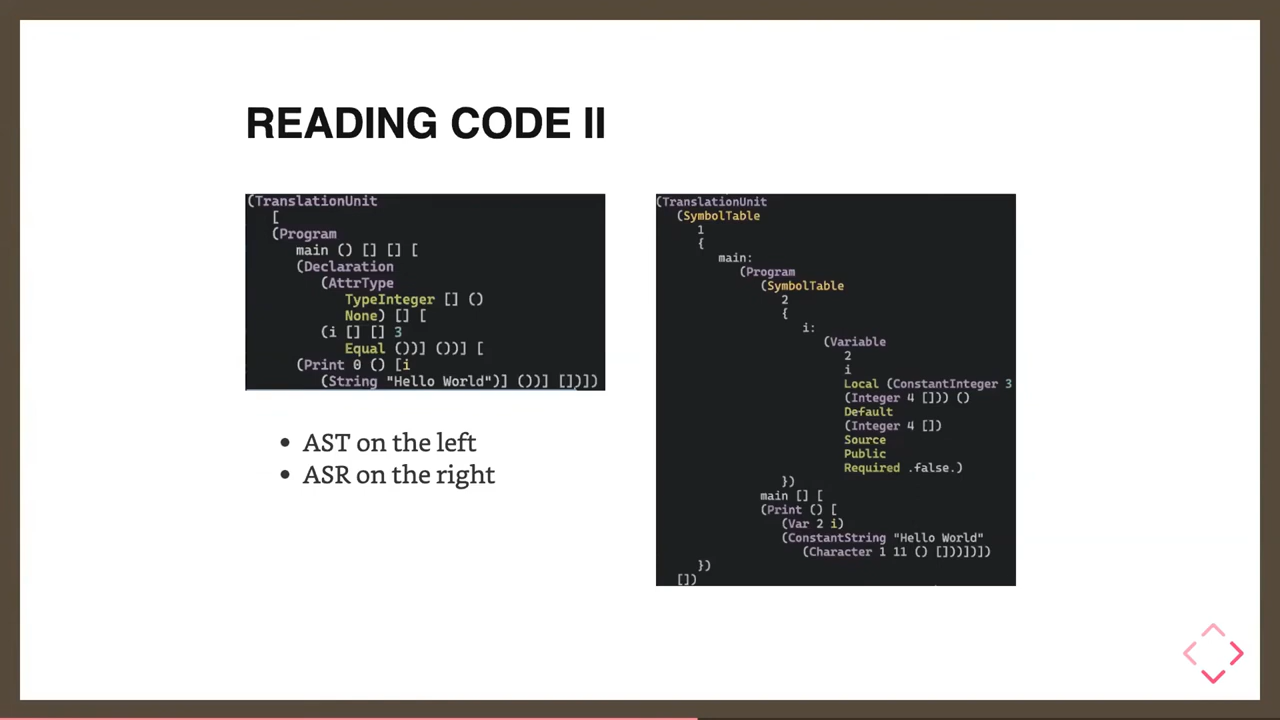 READING CODE II
(TranslationUnit
[
(Program
main () [] [] [
(Declaration
(AttrType
TypeInteger [] ()
None) [] [
(i [] [] 3
Equal ())] ())] [
(Print 0 () [i
(String "Hello World")] ())] [])])
AST on the left
ASR on the right
(TranslationUnit
(SymbolTable
1
{
main:
(Program
(SymbolTable
2
{
i:
(Variable
2
i
Local (ConstantInteger 3
(Integer 4 [])) ()
Default
(Integer 4 [])
Source
Public
Required .false.)
})
main [] [
(Print () [
(Var 2 i)
(ConstantString "Hello World"
(Character 1 11 () []))])])
})
[])